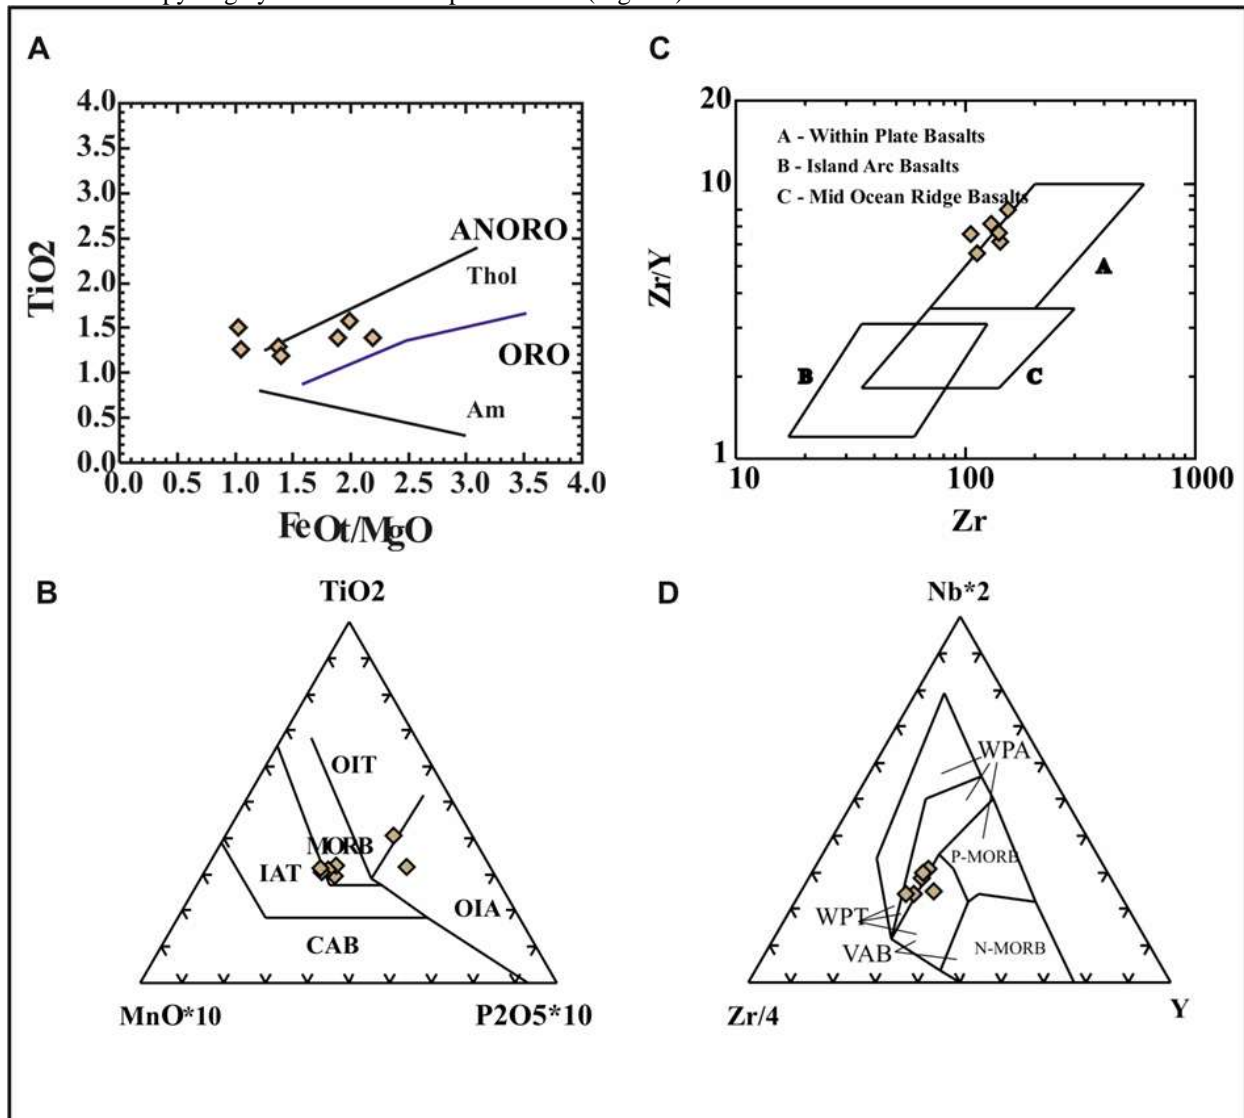 A
4.0
3.5
3.0
2.5
2.0
1.5
1.0
0.5
0.0
TiO2
ANORO
Thol
ORO
Am
0.0 0.5 1.0 1.5 2.0 2.5 3.0 3.5 4.0
FeOt/MgO
C
20
10
1
Zr/Y
A - Within Plate Basalts
B - Island Arc Basalts
C - Mid Ocean Ridge Basalts
A
B
C
10 100 1000
Zr
B
TiO2
OIT
MORB
IAT
OIA
CAB
MnO*10 P2O5*10
D
Nb*2
WPA
P-MORB
WPT
VAB
N-MORB
Zr/4 Y